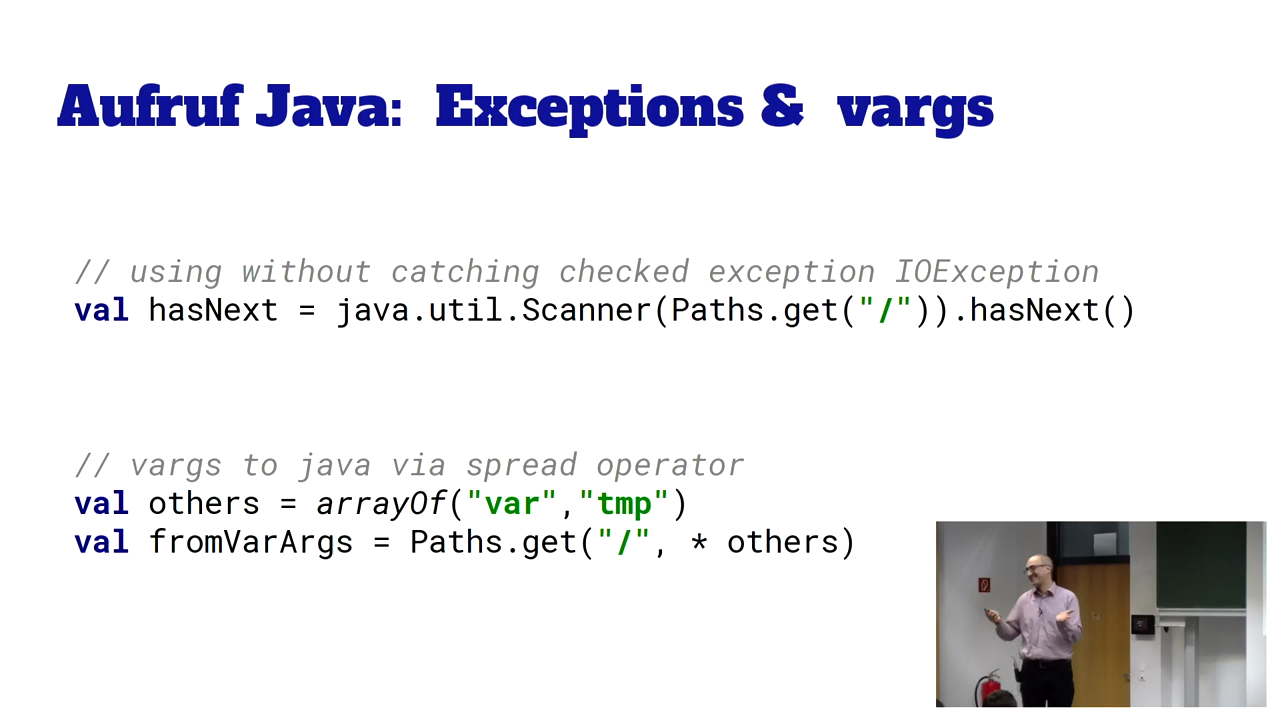 Aufruf Java: Exceptions & vargs
// using without catching checked exception IOException
val hasNext = java.util.Scanner(Paths.get("/")).hasNext()
// vargs to java via spread operator
val others = arrayOf("var","tmp")
val fromVarArgs = Paths.get("/", * others)